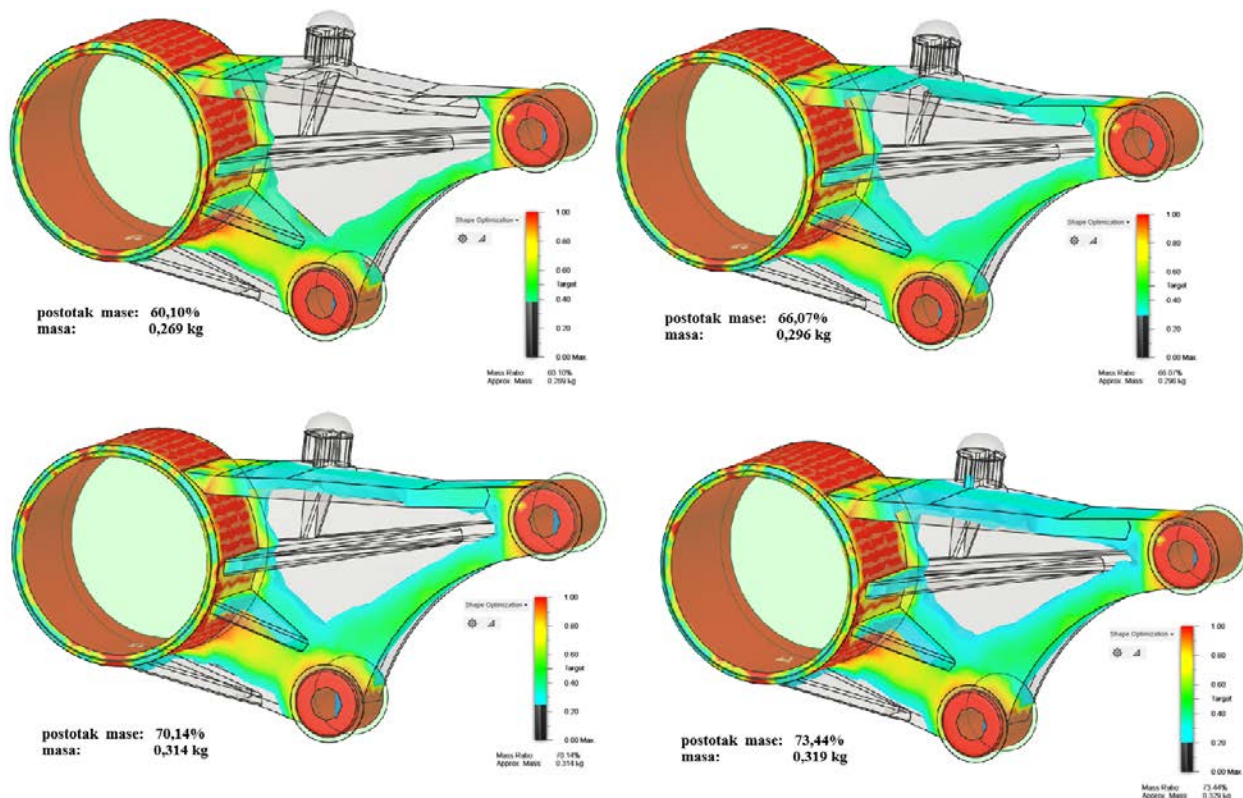 Shape Optimization
1.00
0.80
0.60
Target
0.40
0.20
0.00 Max.
postotak mase: 60,10%
masa: 0,269 kg
Mass Ratio: 60.10%
Approx. Mass: 0.269 kg
Shape Optimization
1.00
0.80
0.60
Target
0.40
0.20
0.00 Max.
postotak mase: 66,07%
masa: 0,296 kg
Mass Ratio: 66.07%
Approx. Mass: 0.296 kg
Shape Optimization
1.00
0.80
0.60
Target
0.40
0.20
0.00 Max.
postotak mase: 70,14%
masa: 0,314 kg
Mass Ratio: 70.14%
Approx. Mass: 0.314 kg
Shape Optimization
1.00
0.80
0.60
Target
0.40
0.20
0.00 Max.
postotak mase: 73,44%
masa: 0,319 kg
Mass Ratio: 73.44%
Approx. Mass: 0.329 kg